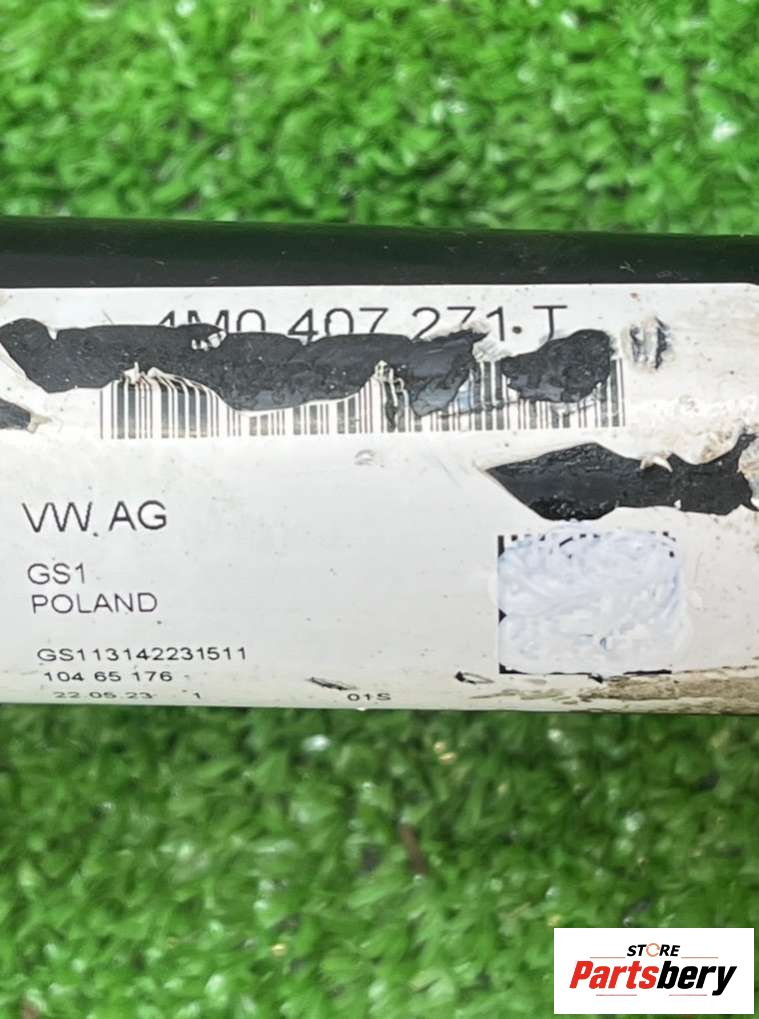 4M0.407.271.T
VW AG
GS1
POLAND
GS113142231511
104 65 176
22.05.23 1
01S
STORE
Partsbery